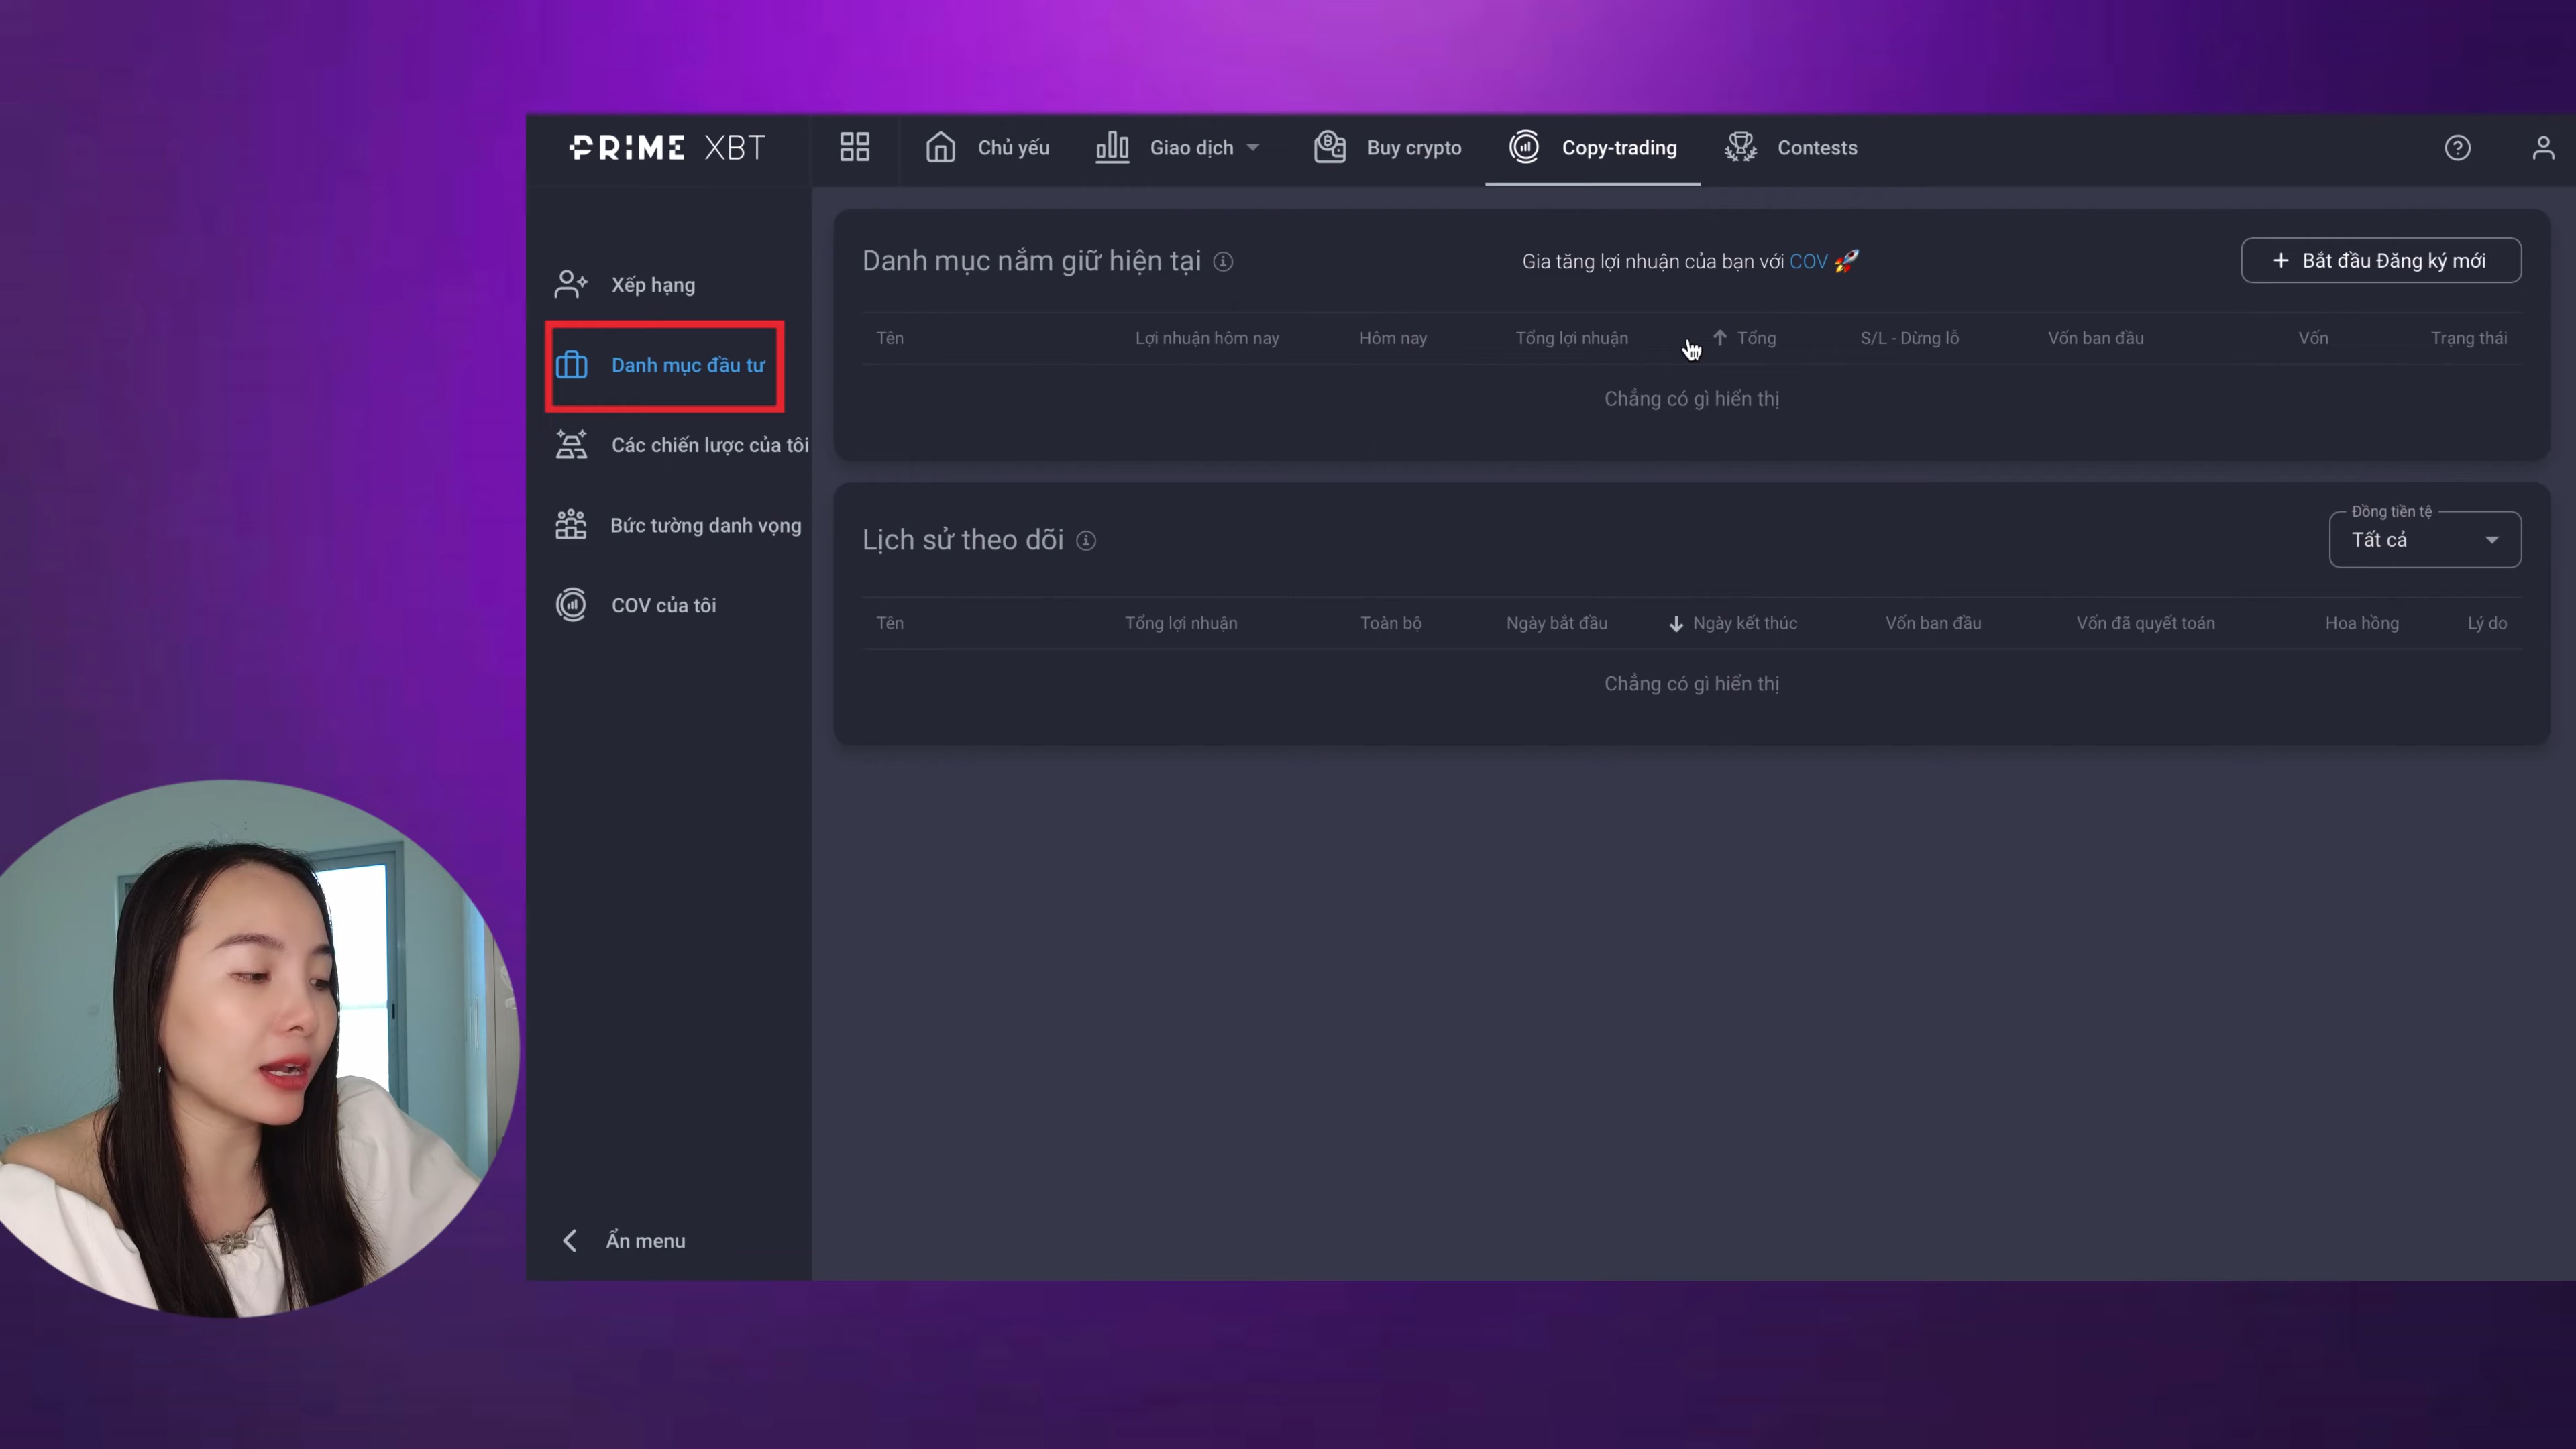 PRIME XBT
Chủ yếu
Giao dịch
Buy crypto
Copy-trading
Contests
Xếp hạng
Danh mục đầu tư
Các chiến lược của tôi
Bức tường danh vọng
COV của tôi
Ẩn menu
Danh mục nắm giữ hiện tại
Gia tăng lợi nhuận của bạn với COV 🚀
+ Bắt đầu Đăng ký mới
Tên Lợi nhuận hôm nay Hôm nay Tổng lợi nhuận ↑ Tổng S/L - Dừng lỗ Vốn ban đầu Vốn Trạng thái
Chẳng có gì hiển thị
Lịch sử theo dõi
Đồng tiền tệ
Tất cả
Tên Tổng lợi nhuận Toàn bộ Ngày bắt đầu ↓ Ngày kết thúc Vốn ban đầu Vốn đã quyết toán Hoa hồng Lý do
Chẳng có gì hiển thị